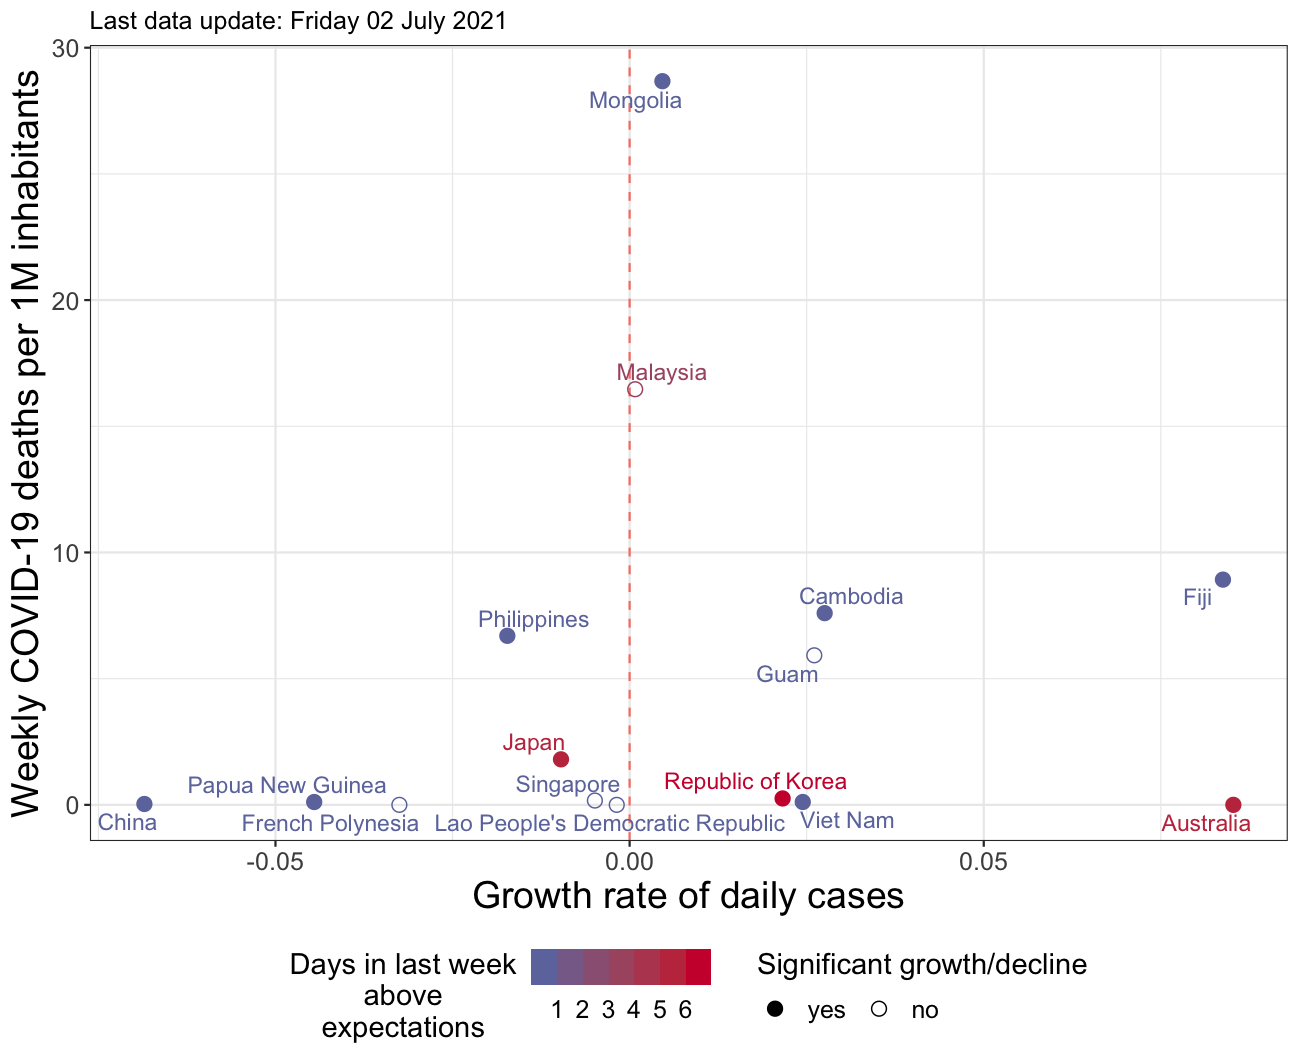 Last data update: Friday 02 July 2021
Weekly COVID-19 deaths per 1M inhabitants
30
20
10
0
Mongolia
Malaysia
Cambodia
Fiji
Philippines
Guam
Japan
Republic of Korea
Papua New Guinea
Singapore
China
French Polynesia
Lao People's Democratic Republic
Viet Nam
Australia
-0.05
0.00
0.05
Growth rate of daily cases
Days in last week
above
expectations
1 2 3 4 5 6
Significant growth/decline
yes
no